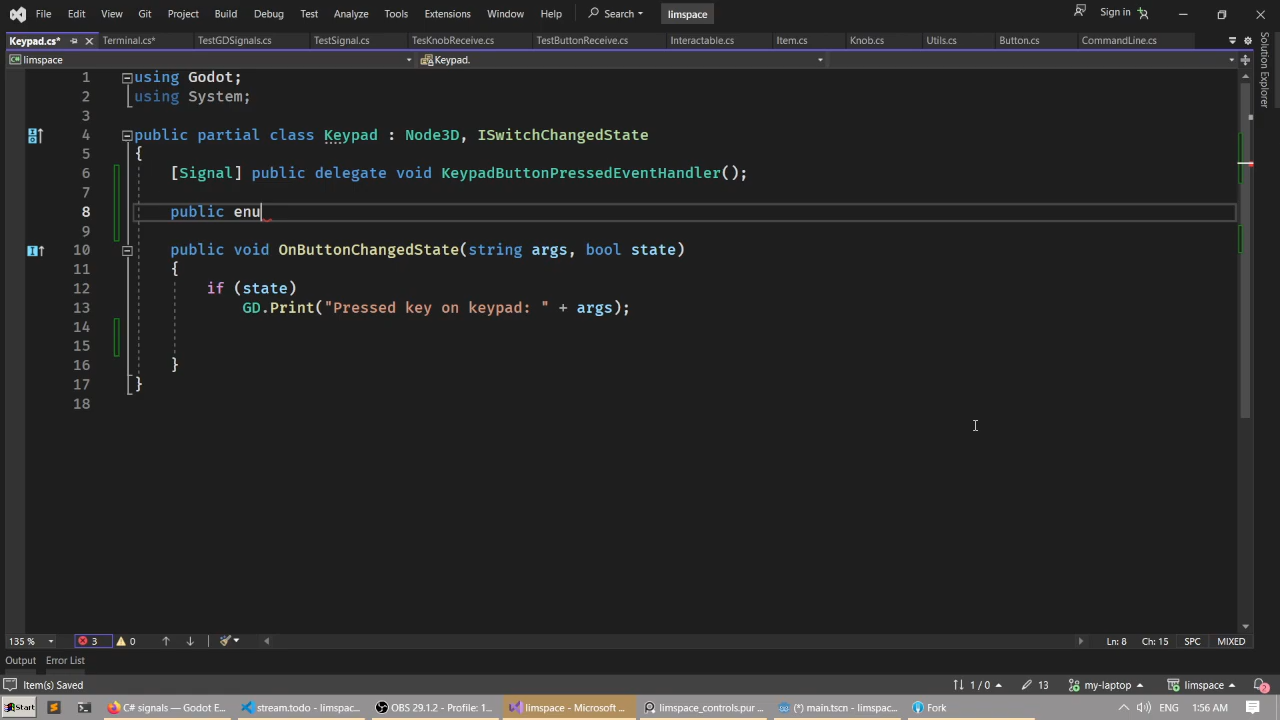 File Edit View Git Project Build Debug Test Analyze Tools Extensions Window Help Search limspace Sign in
Keypad.cs* Terminal.cs* TestGDSignals.cs TestSignal.cs TesKnobReceive.cs TestButtonReceive.cs Interactable.cs Item.cs Knob.cs Utils.cs Button.cs CommandLine.cs
limspace Keypad.
Solution Explorer
1 using Godot;
2 using System;
3
4 public partial class Keypad : Node3D, ISwitchChangedState
5 {
6 [Signal] public delegate void KeypadButtonPressedEventHandler();
7
8 public enu
9
10 public void OnButtonChangedState(string args, bool state)
11 {
12 if (state)
13 GD.Print("Pressed key on keypad: " + args);
14
15
16 }
17 }
18
135 % 3 0 Ln: 8 Ch: 15 SPC MIXED
Output Error List
Item(s) Saved 1 / 0 13 my-laptop limspace 2
Start C# signals — Godot E... stream.todo - limspac... OBS 29.1.2 - Profile: 1... limspace - Microsoft ... limspace_controls.pur ... (*) main.tscn - limspac... Fork ENG 1:56 AM